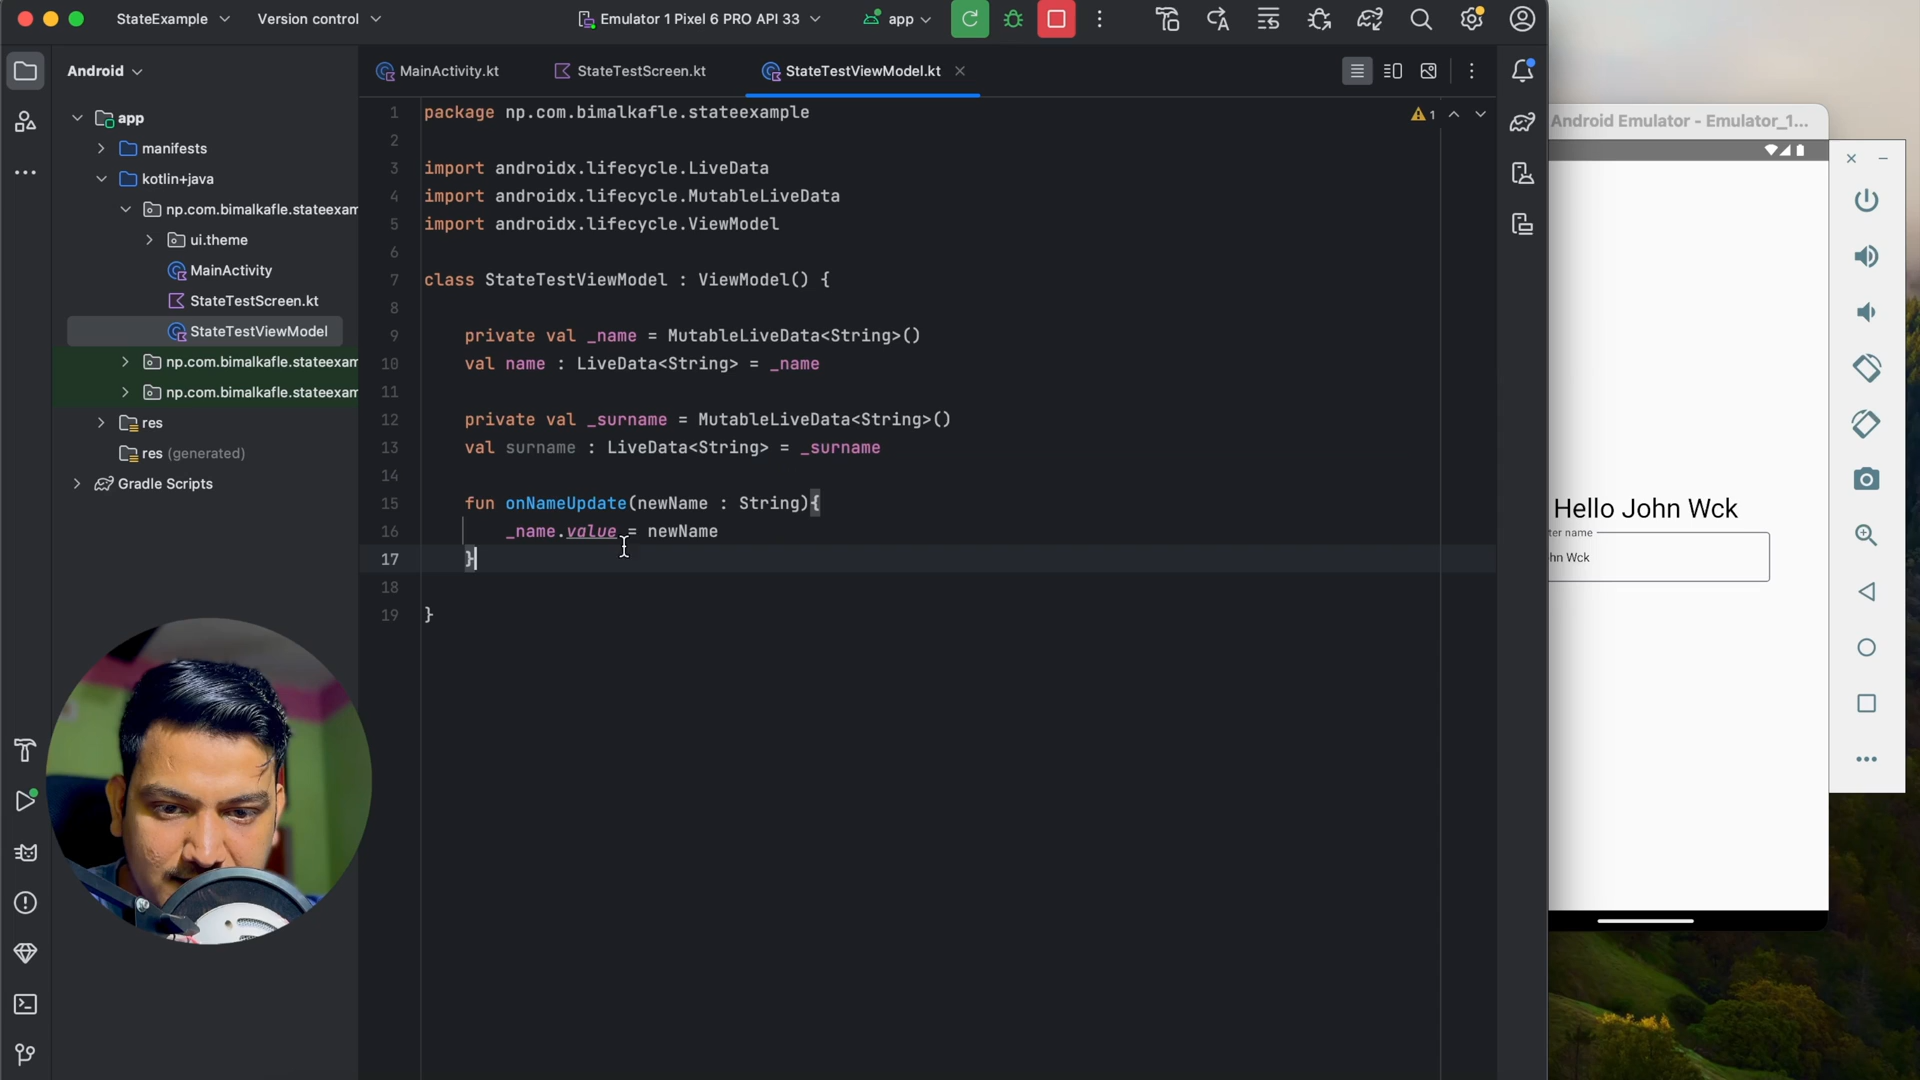 StateExample
Version control
Emulator 1 Pixel 6 PRO API 33
app
Android
MainActivity.kt
StateTestScreen.kt
StateTestViewModel.kt
app
manifests
kotlin+java
np.com.bimalkafle.stateexam
ui.theme
MainActivity
StateTestScreen.kt
StateTestViewModel
np.com.bimalkafle.stateexam
np.com.bimalkafle.stateexam
res
res (generated)
Gradle Scripts
1 package np.com.bimalkafle.stateexample
2
3 import androidx.lifecycle.LiveData
4 import androidx.lifecycle.MutableLiveData
5 import androidx.lifecycle.ViewModel
6
7 class StateTestViewModel : ViewModel() {
8
9 private val _name = MutableLiveData<String>()
10 val name : LiveData<String> = _name
11
12 private val _surname = MutableLiveData<String>()
13 val surname : LiveData<String> = _surname
14
15 fun onNameUpdate(newName : String){
16 _name.value = newName
17 }
18
19 }
1
Android Emulator - Emulator_1...
Hello John Wck
ter name
hn Wck